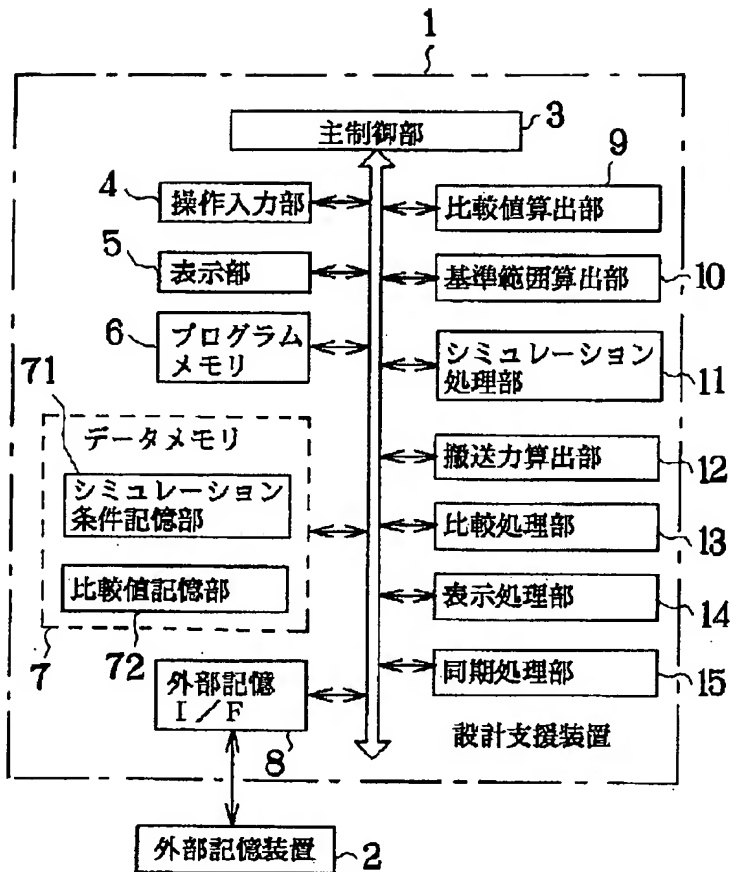 1
主制御部
3
4
操作入力部
9
比較値算出部
5
表示部
基準範囲算出部
10
6
プログラム
メモリ
シミュレーション
処理部
11
71
データメモリ
シミュレーション
条件記憶部
搬送力算出部
12
比較処理部
13
比較値記憶部
7
72
表示処理部
14
外部記憶
I/F
8
同期処理部
15
設計支援装置
外部記憶装置
2